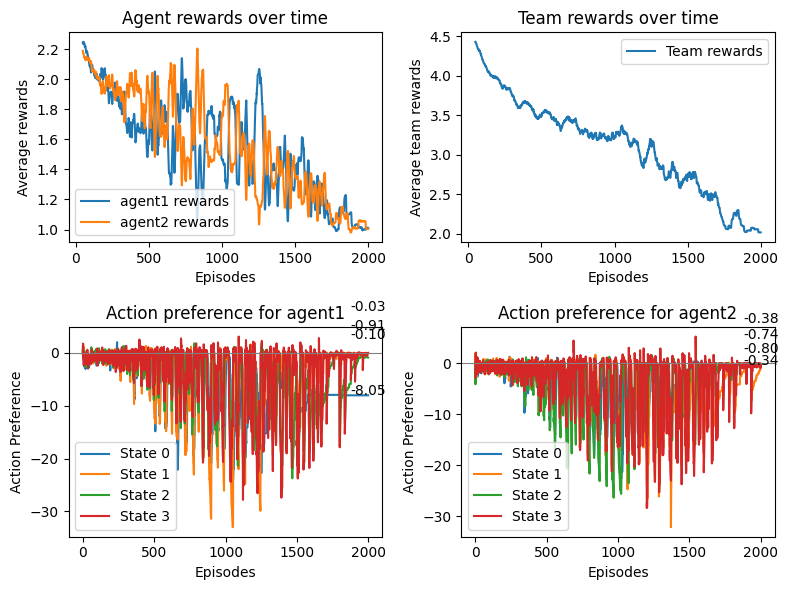 Agent rewards over time
Average rewards
2.2
2.0
1.8
1.6
1.4
1.2
1.0
agent1 rewards
agent2 rewards
0
500
1000
1500
2000
Episodes
Team rewards over time
Average team rewards
4.5
4.0
3.5
3.0
2.5
2.0
Team rewards
0
500
1000
1500
2000
Episodes
Action preference for agent1
Action Preference
0
−10
−20
−30
-0.03
-0.91
-0.10
-8.05
State 0
State 1
State 2
State 3
0
500
1000
1500
2000
Episodes
Action preference for agent2
Action Preference
0
−10
−20
−30
-0.38
-0.74
-0.80
-0.34
State 0
State 1
State 2
State 3
0
500
1000
1500
2000
Episodes